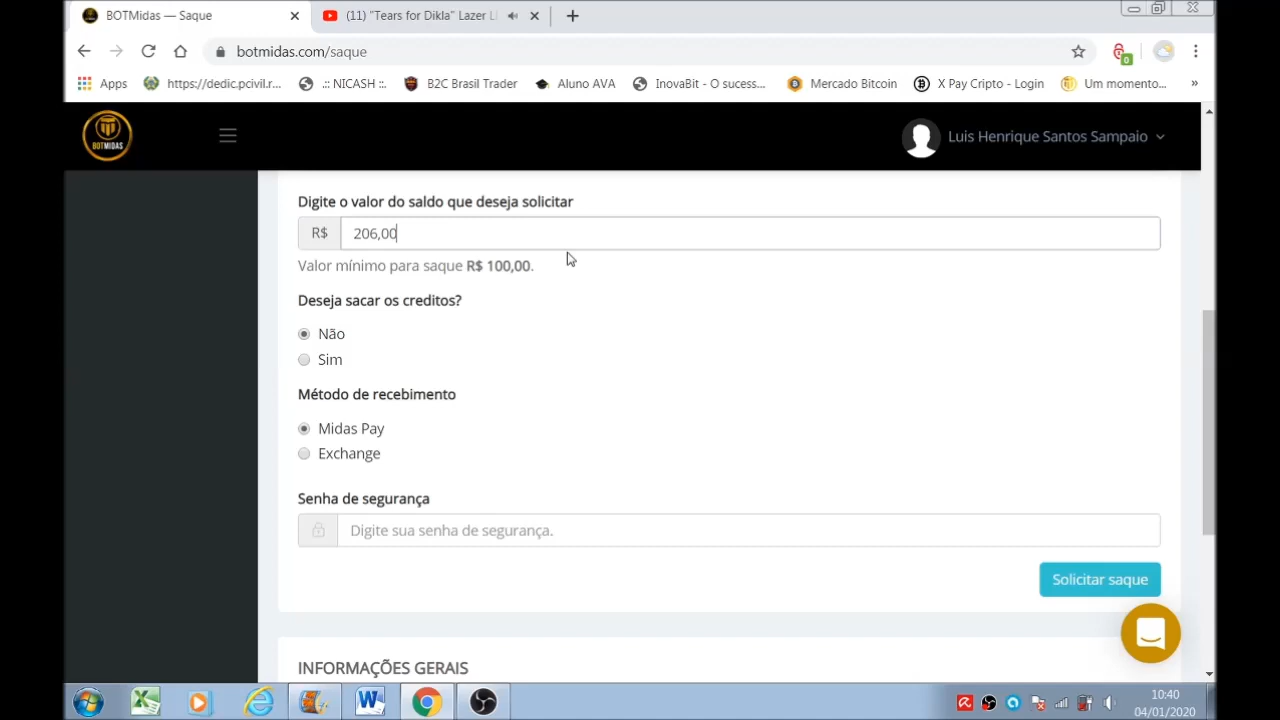 BOTMidas — Saque
(11) "Tears for Dikla" Lazer Ll
botmidas.com/saque
0
Apps
https://dedic.pcivil.r...
.:: NICASH ::.
B2C Brasil Trader
Aluno AVA
InovaBit - O sucess...
Mercado Bitcoin
X Pay Cripto - Login
Um momento...
»
BOTMIDAS
Luis Henrique Santos Sampaio
Digite o valor do saldo que deseja solicitar
R$ 206,00
Valor mínimo para saque R$ 100,00.
Deseja sacar os creditos?
Não
Sim
Método de recebimento
Midas Pay
Exchange
Senha de segurança
Digite sua senha de segurança.
Solicitar saque
INFORMAÇÕES GERAIS
10:40
04/01/2020